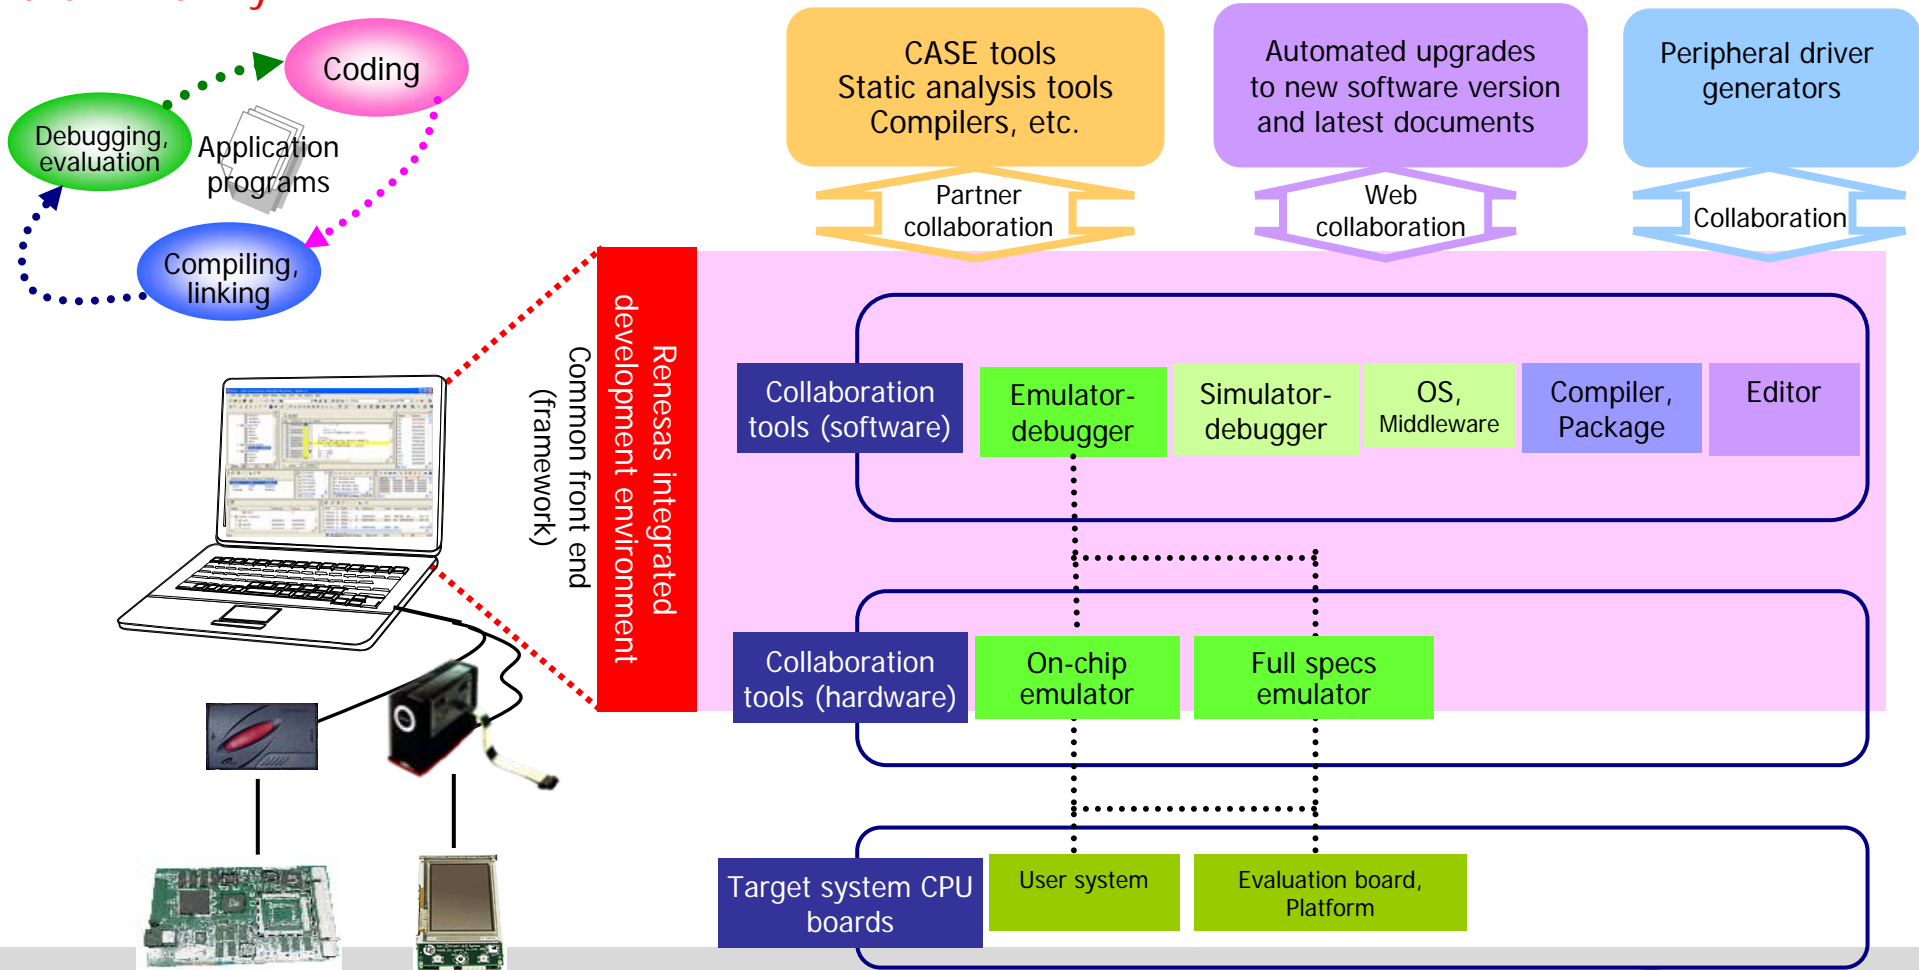 Coding
Debugging,
evaluation
Application
programs
Compiling,
linking
CASE tools
Static analysis tools
Compilers, etc.
Automated upgrades
to new software version
and latest documents
Peripheral driver
generators
Partner
collaboration
Web
collaboration
Collaboration
Renesas integrated
development environment
Common front end
(framework)
Collaboration
tools (software)
Emulator-
debugger
Simulator-
debugger
OS,
Middleware
Compiler,
Package
Editor
Collaboration
tools (hardware)
On-chip
emulator
Full specs
emulator
Target system CPU
boards
User system
Evaluation board,
Platform